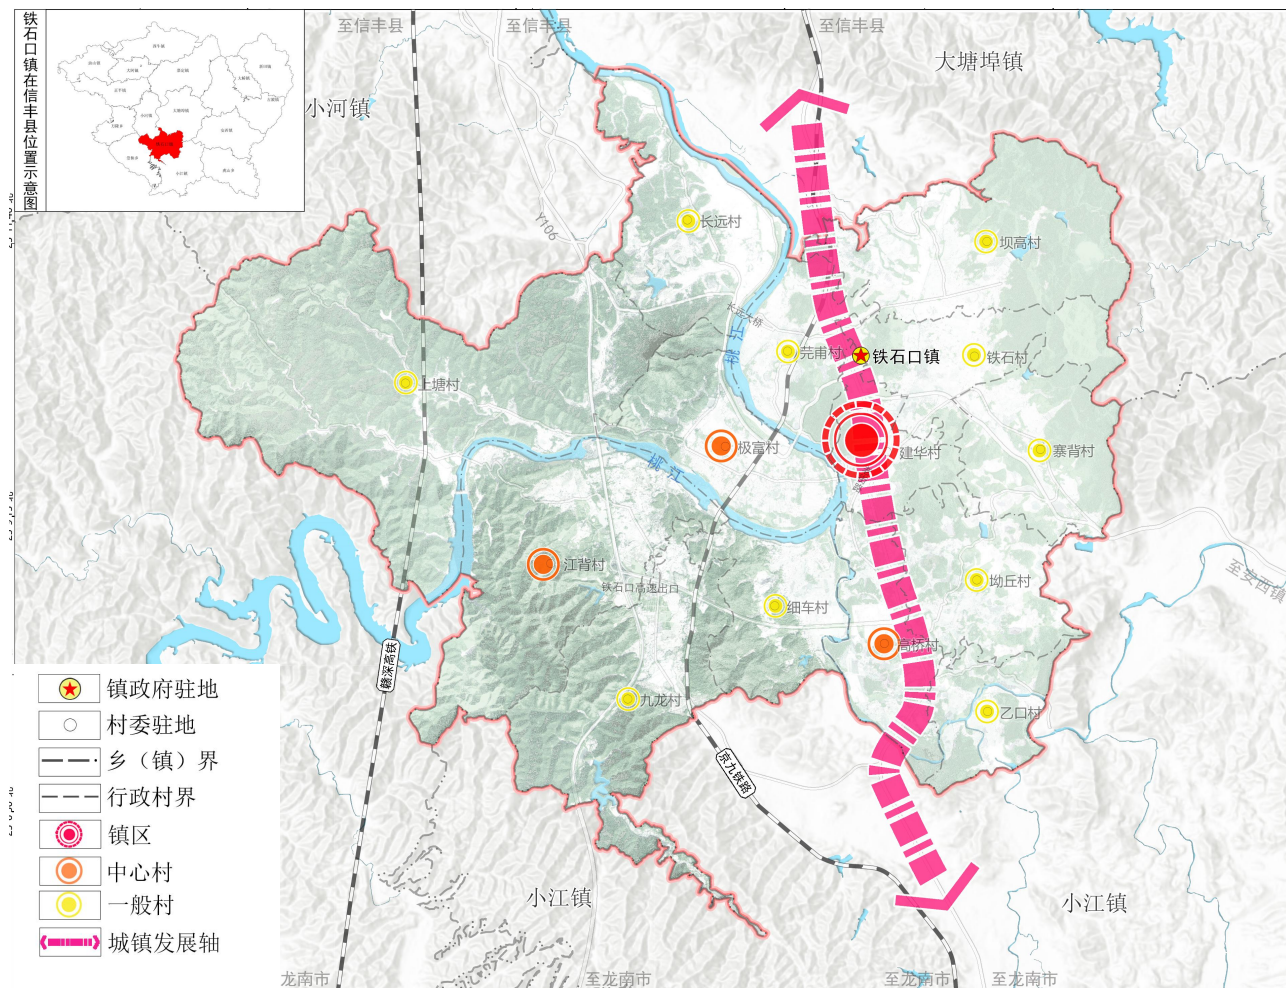 铁石口镇在信丰县位置示意图
至信丰县
至信丰县
至信丰县
大塘埠镇
小河镇
Y106
长远村
坝高村
长远大桥
桃江
芫甫村
铁石口镇
铁石村
上塘村
极富村
建华村
寨背村
桃江
江背村
铁石口高速出口
细车村
坳丘村
至安西镇
高桥村
赣深高铁
九龙村
乙口村
京九铁路
小江镇
小江镇
龙南市
至龙南市
至龙南市
至龙南市
镇政府驻地
村委驻地
乡（镇）界
行政村界
镇区
中心村
一般村
城镇发展轴